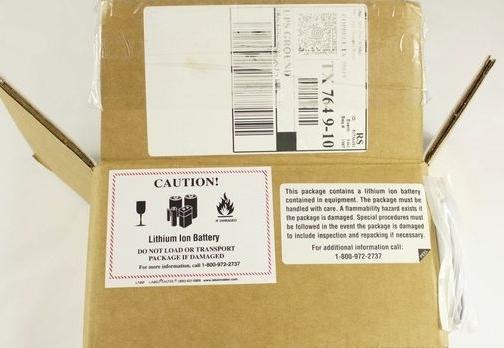 UPS GROUND
TX 764 9-10
RS
CAUTION!
Lithium Ion Battery
DO NOT LOAD OR TRANSPORT
PACKAGE IF DAMAGED
For more information, call 1-800-972-2737
This package contains a lithium ion battery
contained in equipment. The package must be
handled with care. A flammability hazard exists if
the package is damaged. Special procedures must
be followed in the event the package is damaged
to include inspection and repacking if necessary.
For additional information call:
1-800-972-2737